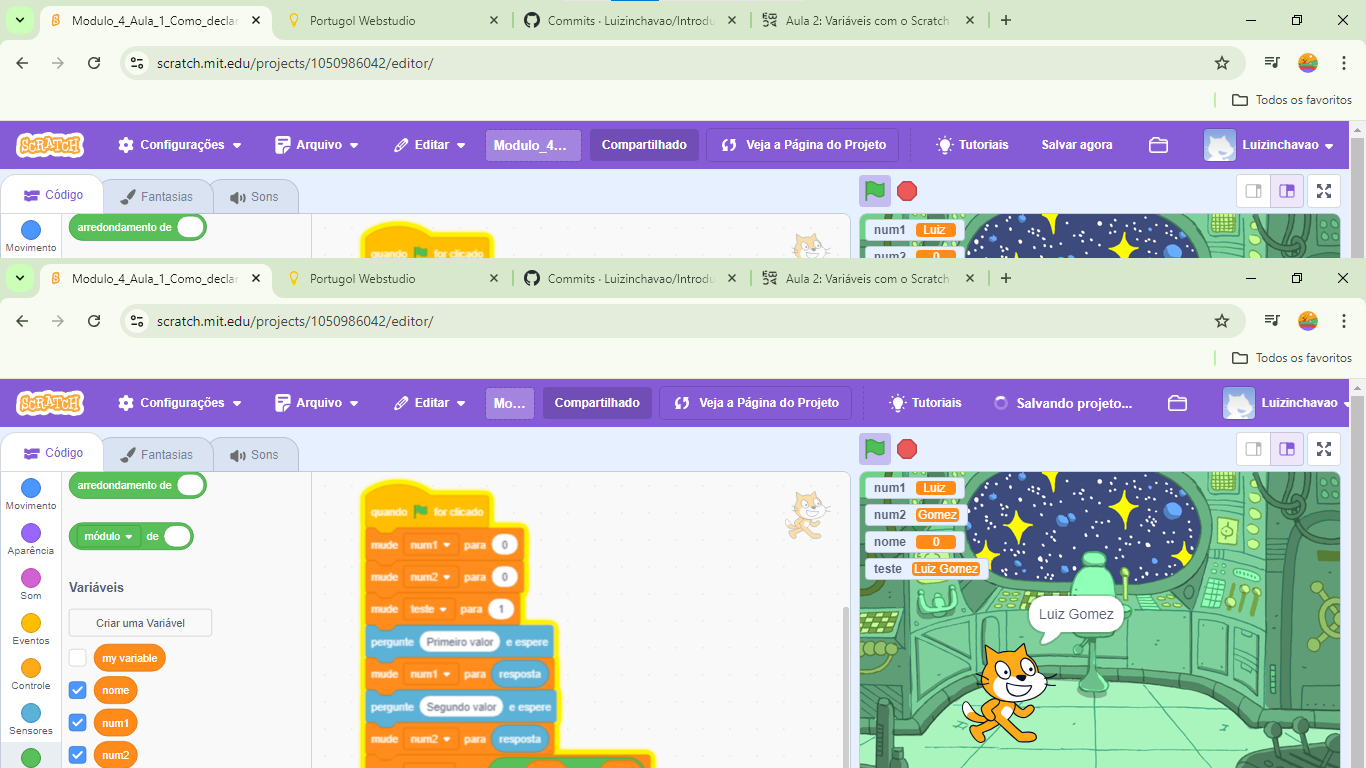 Modulo_4_Aula_1_Como_declar
Portugol Webstudio
Commits · Luizinchavao/Introdu
Aula 2: Variáveis com o Scratch
scratch.mit.edu/projects/1050986042/editor/
Todos os favoritos
SCRATCH
Configurações
Arquivo
Editar
Modulo_4...
Compartilhado
Veja a Página do Projeto
Tutoriais
Salvar agora
Luizinchavao
Código
Fantasias
Sons
Movimento
arredondamento de
quando for clicado
num1 Luiz
num2 0
Modulo_4_Aula_1_Como_declar
Portugol Webstudio
Commits · Luizinchavao/Introdu
Aula 2: Variáveis com o Scratch
scratch.mit.edu/projects/1050986042/editor/
Todos os favoritos
SCRATCH
Configurações
Arquivo
Editar
Mo...
Compartilhado
Veja a Página do Projeto
Tutoriais
Salvando projeto...
Luizinchavao
Código
Fantasias
Sons
Movimento
Aparência
Som
Eventos
Controle
Sensores
arredondamento de
módulo de
Variáveis
Criar uma Variável
my variable
nome
num1
num2
quando for clicado
mude num1 para 0
mude num2 para 0
mude teste para 1
pergunte Primeiro valor e espere
mude num1 para resposta
pergunte Segundo valor e espere
mude num2 para resposta
num1 Luiz
num2 Gomez
nome 0
teste Luiz Gomez
Luiz Gomez